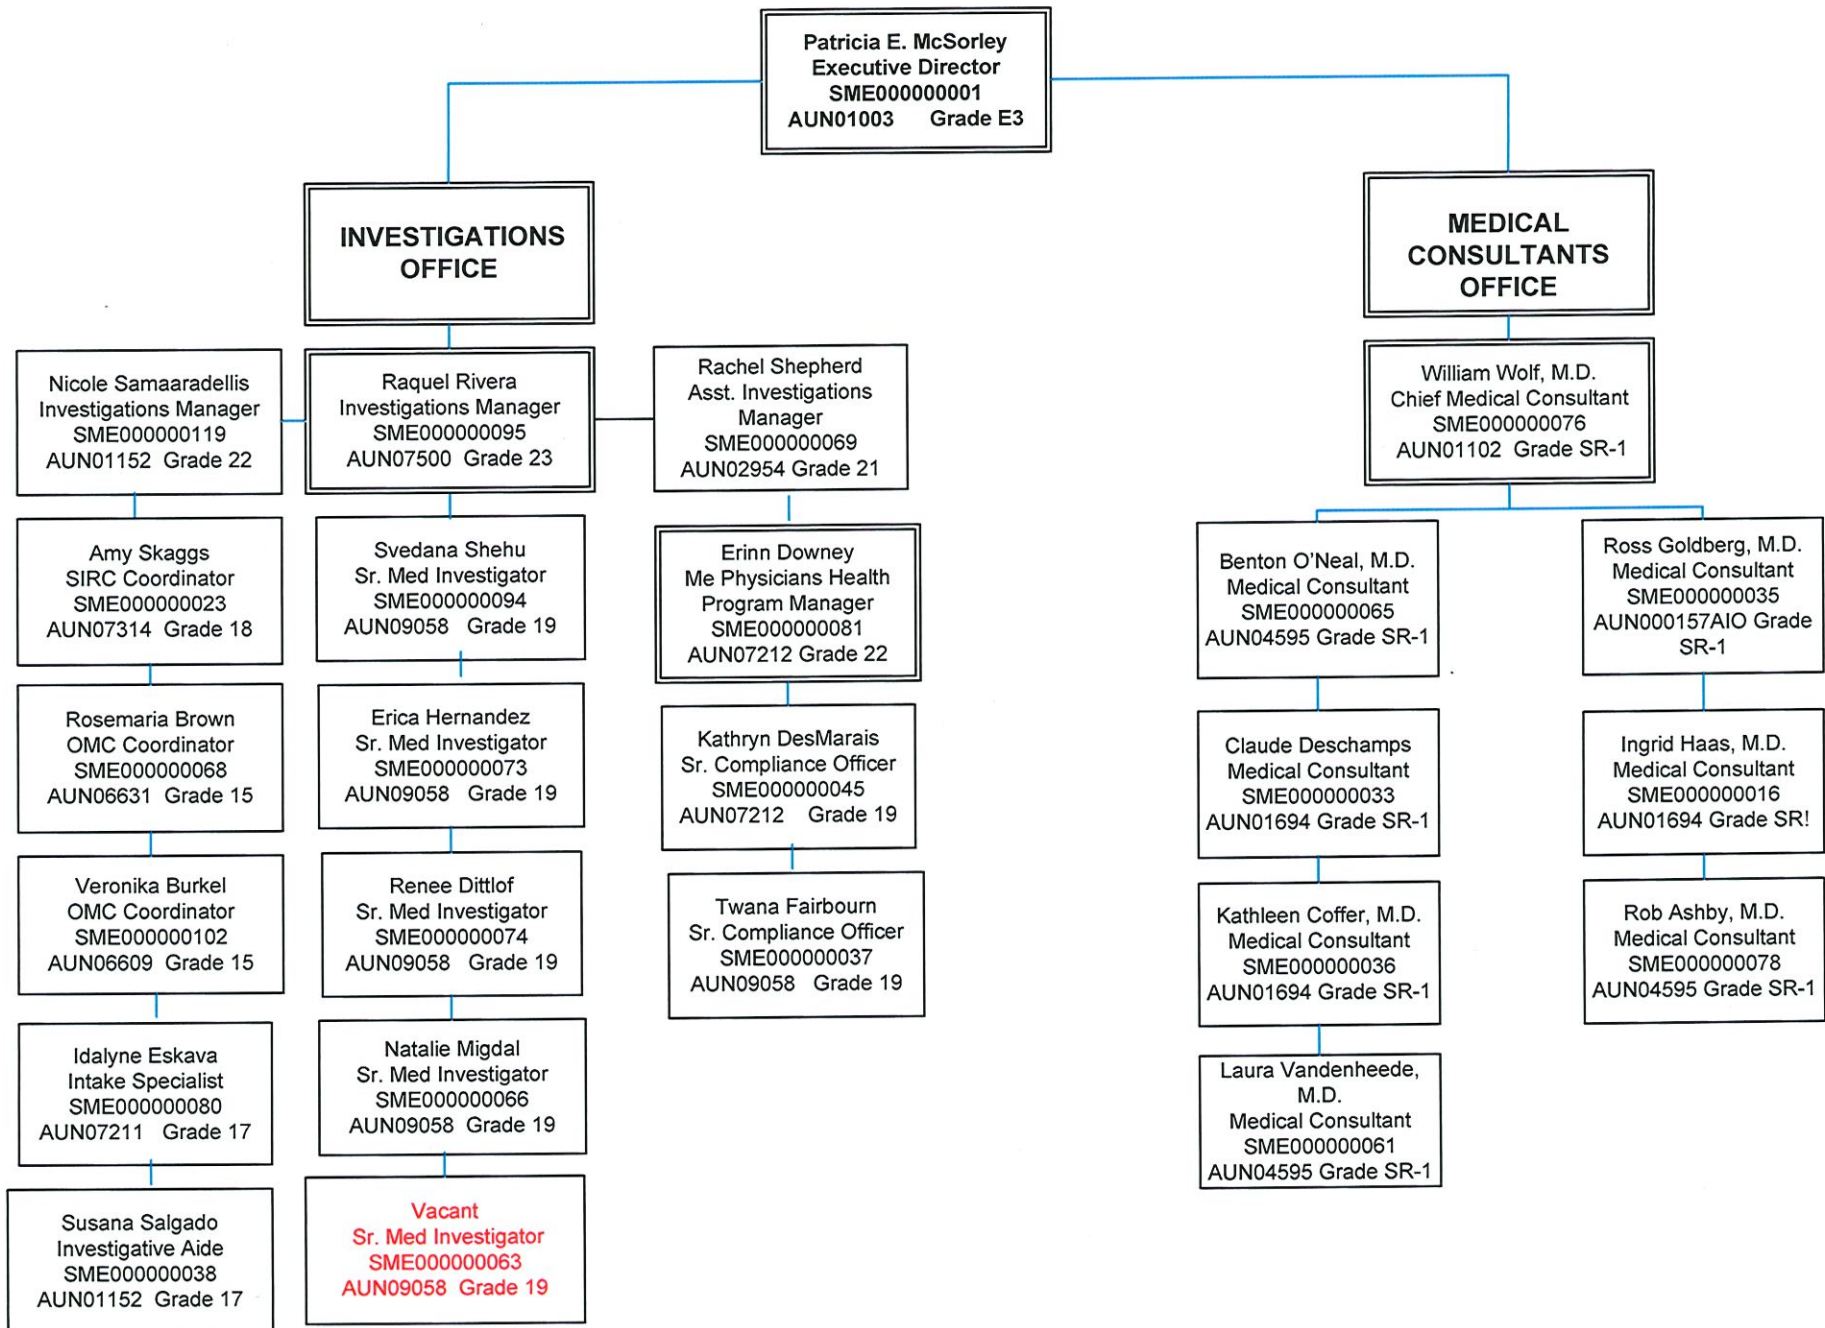 Patricia E. McSorley
Executive Director
SME000000001
AUN01003 Grade E3
INVESTIGATIONS
OFFICE
MEDICAL
CONSULTANTS
OFFICE
Nicole Samaaradellis
Investigations Manager
SME000000119
AUN01152 Grade 22
Raquel Rivera
Investigations Manager
SME000000095
AUN07500 Grade 23
Rachel Shepherd
Asst. Investigations
Manager
SME000000069
AUN02954 Grade 21
William Wolf, M.D.
Chief Medical Consultant
SME000000076
AUN01102 Grade SR-1
Amy Skaggs
SIRC Coordinator
SME000000023
AUN07314 Grade 18
Svedana Shehu
Sr. Med Investigator
SME000000094
AUN09058 Grade 19
Erinn Downey
Me Physicians Health
Program Manager
SME000000081
AUN07212 Grade 22
Benton O'Neal, M.D.
Medical Consultant
SME000000065
AUN04595 Grade SR-1
Ross Goldberg, M.D.
Medical Consultant
SME000000035
AUN000157AIO Grade
SR-1
Rosemaria Brown
OMC Coordinator
SME000000068
AUN06631 Grade 15
Erica Hernandez
Sr. Med Investigator
SME000000073
AUN09058 Grade 19
Kathryn DesMarais
Sr. Compliance Officer
SME000000045
AUN07212 Grade 19
Claude Deschamps
Medical Consultant
SME000000033
AUN01694 Grade SR-1
Ingrid Haas, M.D.
Medical Consultant
SME000000016
AUN01694 Grade SR!
Veronika Burkel
OMC Coordinator
SME000000102
AUN06609 Grade 15
Renee Dittlof
Sr. Med Investigator
SME000000074
AUN09058 Grade 19
Twana Fairbourn
Sr. Compliance Officer
SME000000037
AUN09058 Grade 19
Kathleen Coffer, M.D.
Medical Consultant
SME000000036
AUN01694 Grade SR-1
Rob Ashby, M.D.
Medical Consultant
SME000000078
AUN04595 Grade SR-1
Idalyne Eskava
Intake Specialist
SME000000080
AUN07211 Grade 17
Natalie Migdal
Sr. Med Investigator
SME000000066
AUN09058 Grade 19
Laura Vandenheede,
M.D.
Medical Consultant
SME000000061
AUN04595 Grade SR-1
Susana Salgado
Investigative Aide
SME000000038
AUN01152 Grade 17
Vacant
Sr. Med Investigator
SME000000063
AUN09058 Grade 19